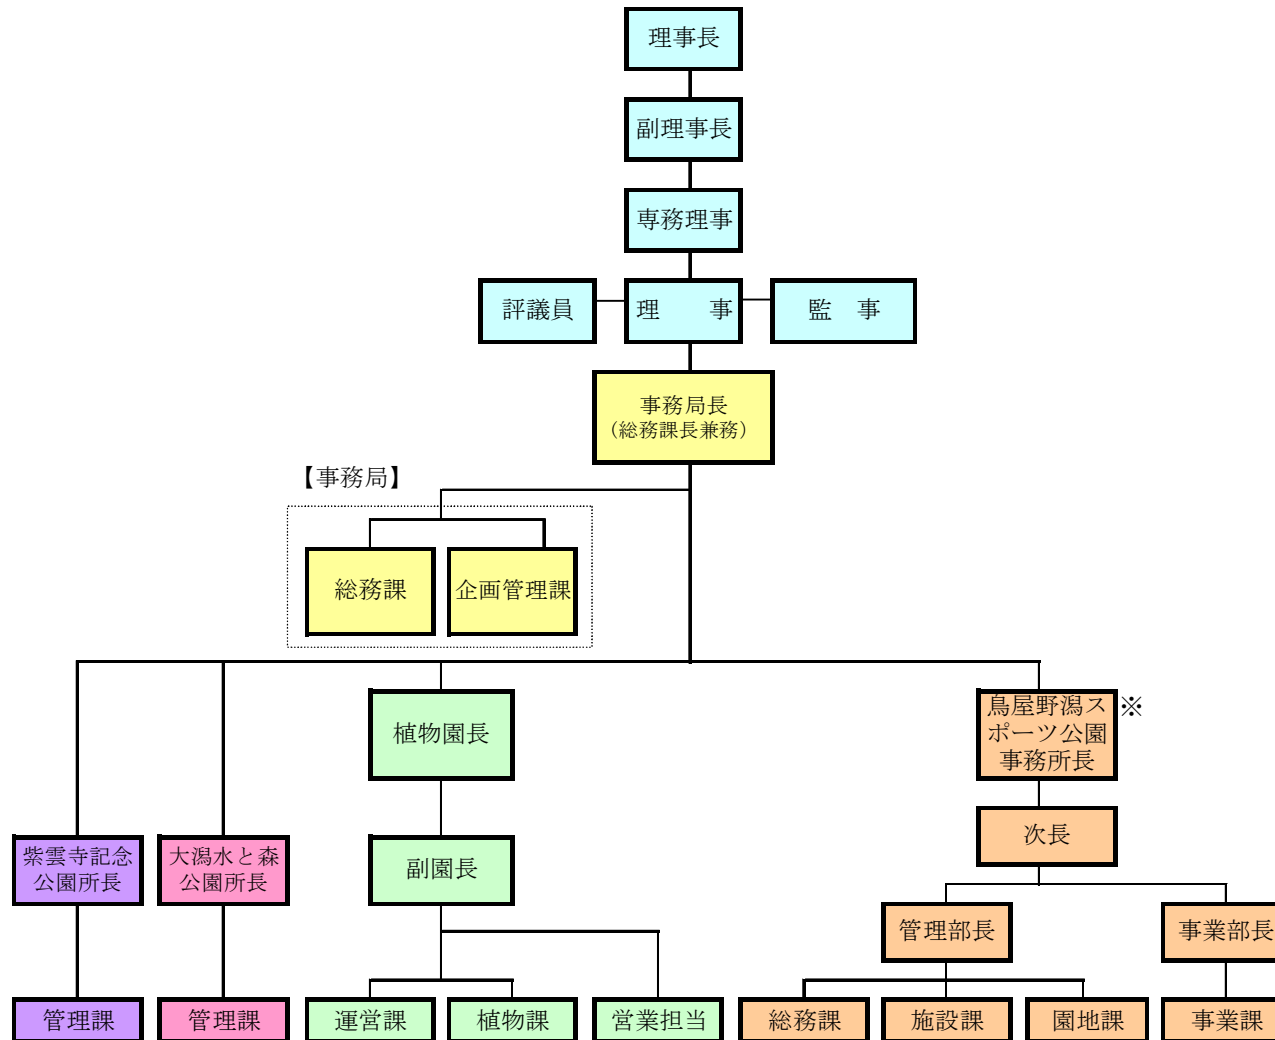 理事長
副理事長
専務理事
評議員
理　　事
監　事
事務局長
（総務課長兼務）
【事務局】
総務課
企画管理課
植物園長
鳥屋野潟ス
ポーツ公園
事務所長
※
次長
紫雲寺記念
公園所長
大潟水と森
公園所長
副園長
管理部長
事業部長
管理課
管理課
運営課
植物課
営業担当
総務課
施設課
園地課
事業課